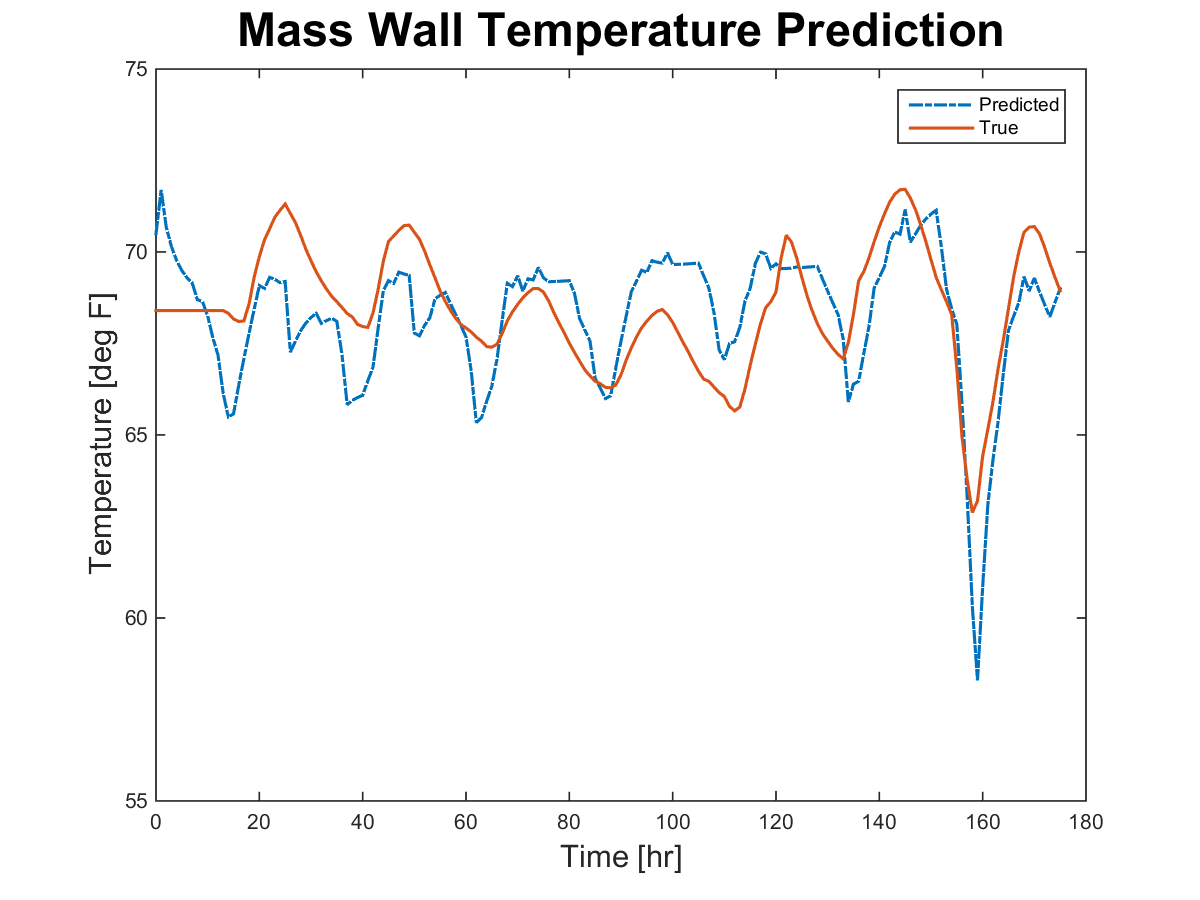 Mass Wall Temperature Prediction
75
Predicted
True
70
65
60
55
Temperature [deg F]
0 20 40 60 80 100 120 140 160 180
Time [hr]